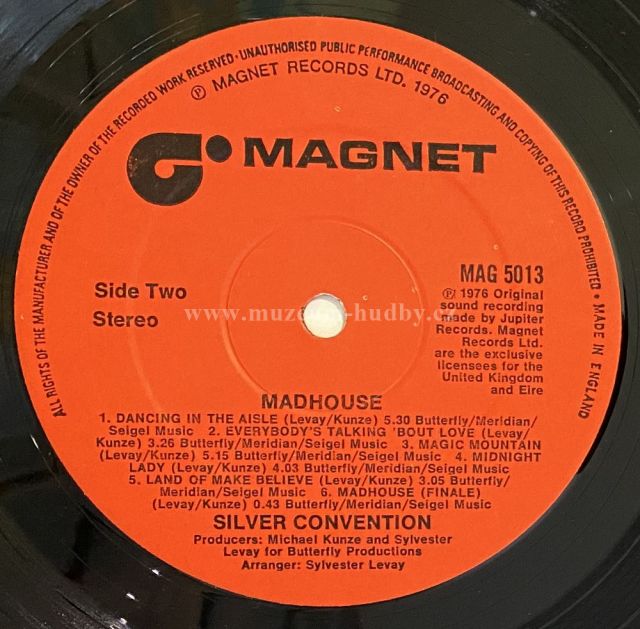 ALL RIGHTS OF THE MANUFACTURER AND OF THE OWNER OF THE RECORDED WORK RESERVED • UNAUTHORISED PUBLIC PERFORMANCE BROADCASTING AND COPYING OF THIS RECORD PROHIBITED • MADE IN ENGLAND
℗ MAGNET RECORDS LTD. 1976
MAGNET
MAG 5013
Side Two
Stereo
℗ 1976 Original
sound recording
made by Jupiter
Records. Magnet
Records Ltd.
are the exclusive
licensees for the
United Kingdom
and Eire
MADHOUSE
1. DANCING IN THE AISLE (Levay/Kunze) 5.30 Butterfly/Meridian/
Seigel Music 2. EVERYBODY'S TALKING 'BOUT LOVE (Levay/
Kunze) 3.26 Butterfly/Meridian/Seigel Music 3. MAGIC MOUNTAIN
(Levay/Kunze) 5.15 Butterfly/Meridian/Seigel Music 4. MIDNIGHT
LADY (Levay/Kunze) 4.03 Butterfly/Meridian/Seigel Music
5. LAND OF MAKE BELIEVE (Levay/Kunze) 3.05 Butterfly/
Meridian/Seigel Music 6. MADHOUSE (FINALE)
(Levay/Kunze) 0.43 Butterfly/Meridian/Seigel Music
SILVER CONVENTION
Producers: Michael Kunze and Sylvester
Levay for Butterfly Productions
Arranger: Sylvester Levay